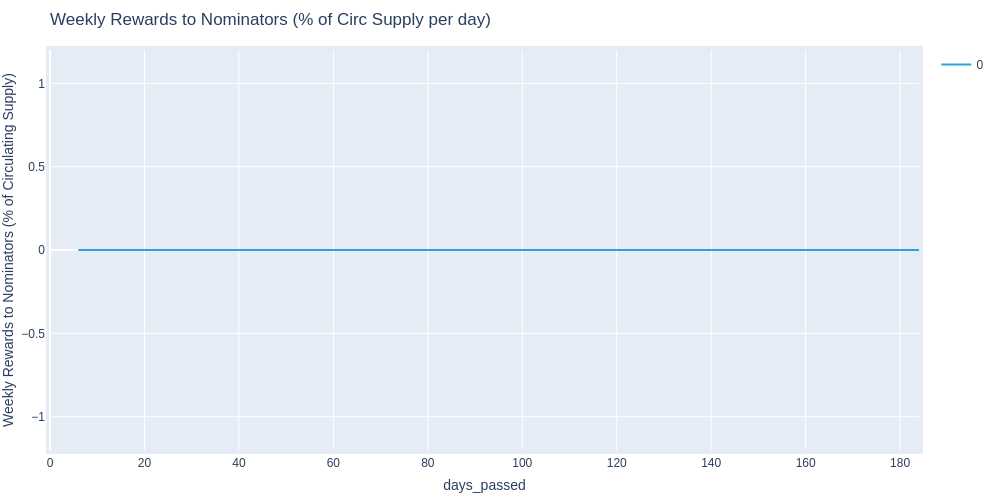 Weekly Rewards to Nominators (% of Circ Supply per day)
Weekly Rewards to Nominators (% of Circulating Supply)
1
0.5
0
−0.5
−1
0 20 40 60 80 100 120 140 160 180
days_passed
0